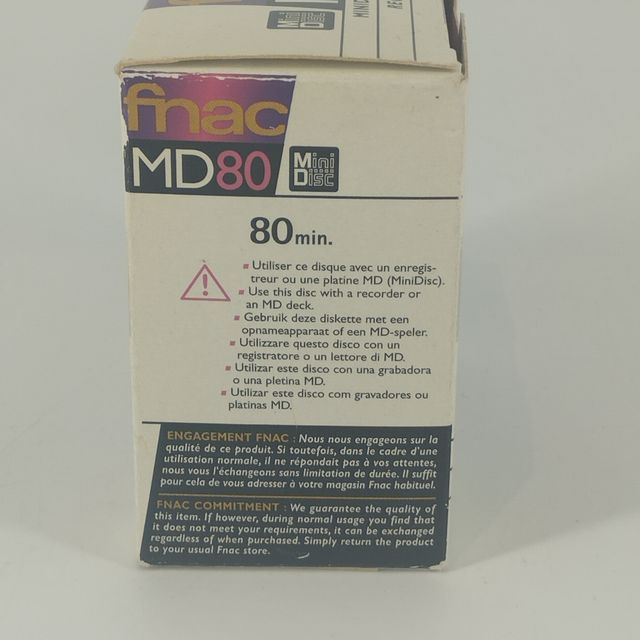 Mini
Disc
MINID
RE
fnac
MD80
Mini
Disc
80min.
Utiliser ce disque avec un enregis-
treur ou une platine MD (MiniDisc).
Use this disc with a recorder or
an MD deck.
Gebruik deze diskette met een
opnameapparaat of een MD-speler.
Utilizzare questo disco con un
registratore o un lettore di MD.
Utilizar este disco con una grabadora
o una pletina MD.
Utilizar este disco com gravadores ou
platinas MD.
ENGAGEMENT FNAC : Nous nous engageons sur la
qualité de ce produit. Si toutefois, dans le cadre d'une
utilisation normale, il ne répondait pas à vos attentes,
nous vous l'échangeons sans limitation de durée. Il suffit
pour cela de vous adresser à votre magasin Fnac habituel.
FNAC COMMITMENT : We guarantee the quality of
this item. If however, during normal usage you find that
it does not meet your requirements, it can be exchanged
regardless of when purchased. Simply return the product
to your usual Fnac store.